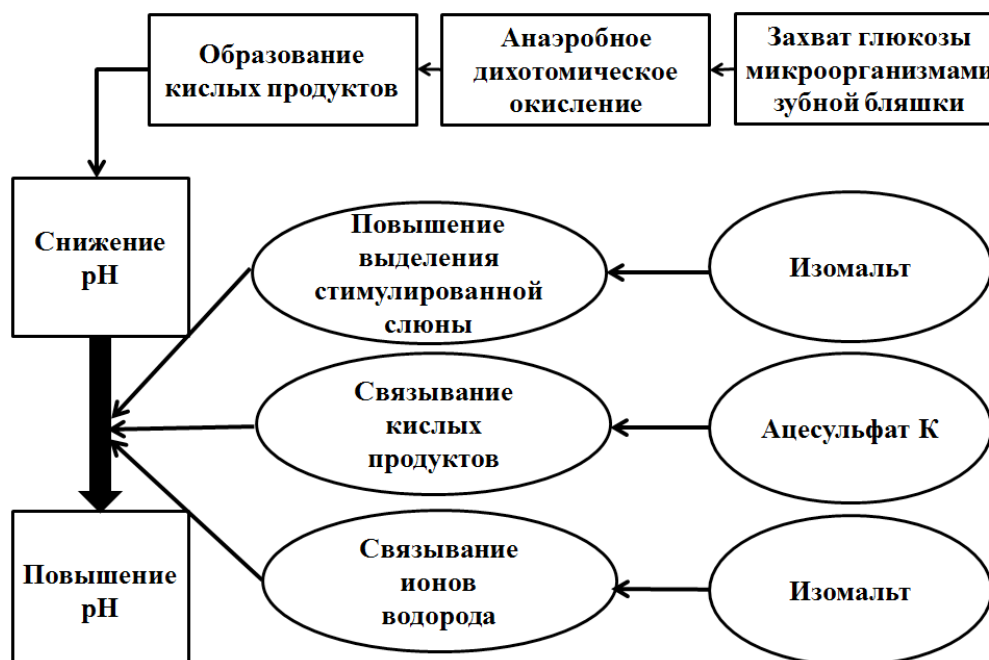 Образование
кислых продуктов
Анаэробное
дихотомическое
окисление
Захват глюкозы
микроорганизмами
зубной бляшки
Снижение
pH
Повышение
выделения
стимулированной
слюны
Изомальт
Связывание
кислых
продуктов
Ацесульфат К
Повышение
pH
Связывание
ионов
водорода
Изомальт